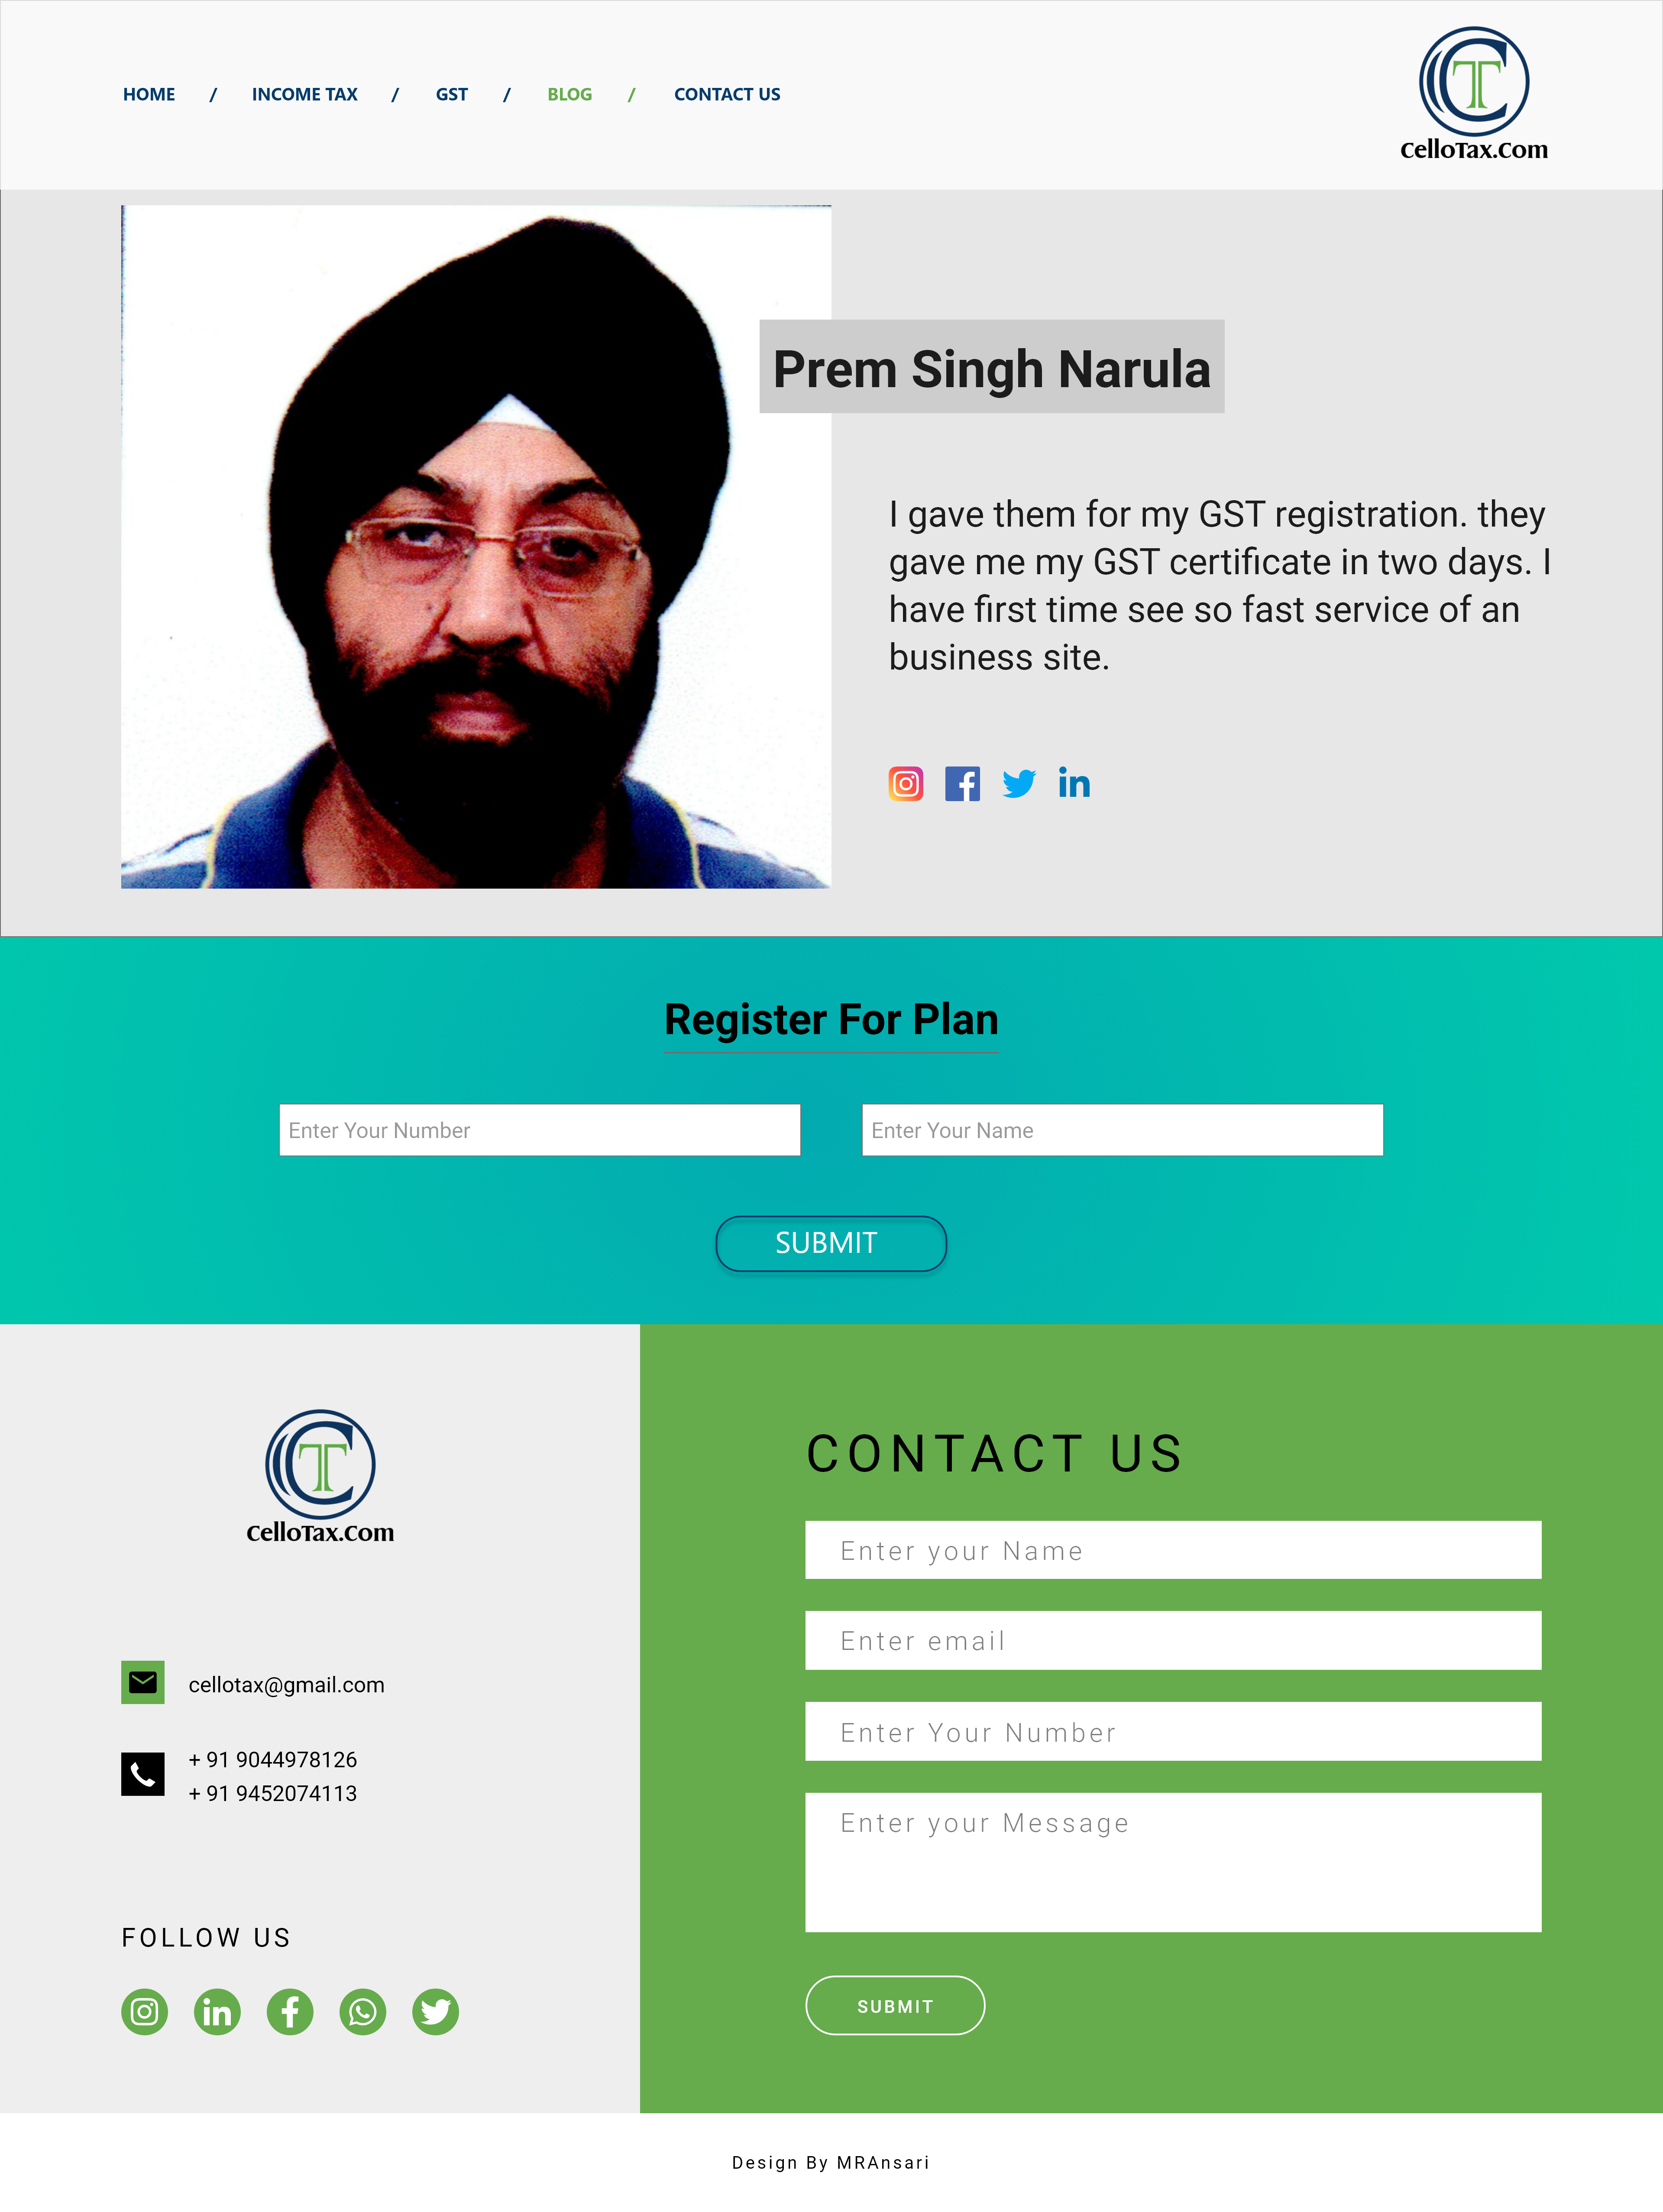 HOME / INCOME TAX / GST / BLOG / CONTACT US
CT
CelloTax.Com
Prem Singh Narula
I gave them for my GST registration. they
gave me my GST certificate in two days. I
have first time see so fast service of an
business site.
Register For Plan
Enter Your Number
Enter Your Name
SUBMIT
CT
CelloTax.Com
cellotax@gmail.com
+ 91 9044978126
+ 91 9452074113
FOLLOW US
CONTACT US
Enter your Name
Enter email
Enter Your Number
Enter your Message
SUBMIT
Design By MRAnsari